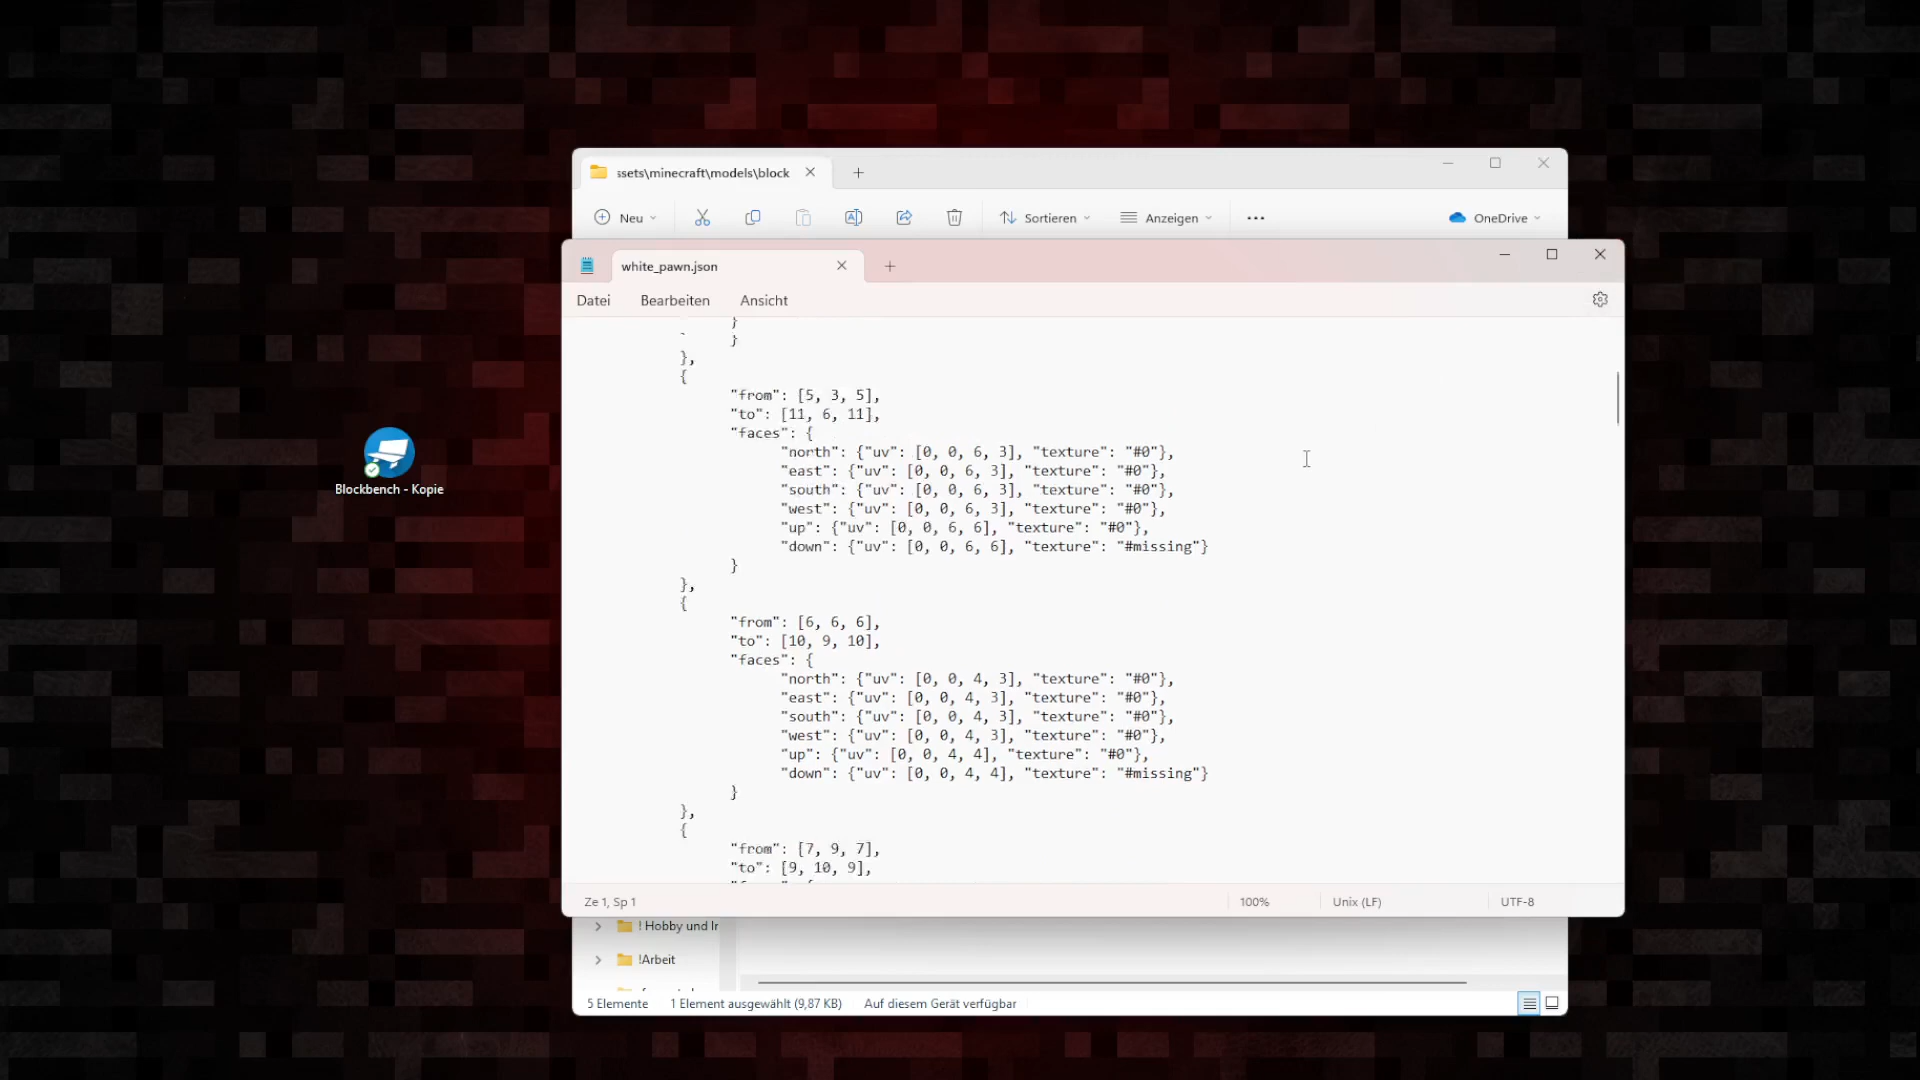 ssets\minecraft\models\block
Neu
Sortieren
Anzeigen
OneDrive
white_pawn.json
Datei Bearbeiten Ansicht
}
}
},
{
"from": [5, 3, 5],
"to": [11, 6, 11],
"faces": {
"north": {"uv": [0, 0, 6, 3], "texture": "#0"},
"east": {"uv": [0, 0, 6, 3], "texture": "#0"},
"south": {"uv": [0, 0, 6, 3], "texture": "#0"},
"west": {"uv": [0, 0, 6, 3], "texture": "#0"},
"up": {"uv": [0, 0, 6, 6], "texture": "#0"},
"down": {"uv": [0, 0, 6, 6], "texture": "#missing"}
}
},
{
"from": [6, 6, 6],
"to": [10, 9, 10],
"faces": {
"north": {"uv": [0, 0, 4, 3], "texture": "#0"},
"east": {"uv": [0, 0, 4, 3], "texture": "#0"},
"south": {"uv": [0, 0, 4, 3], "texture": "#0"},
"west": {"uv": [0, 0, 4, 3], "texture": "#0"},
"up": {"uv": [0, 0, 4, 4], "texture": "#0"},
"down": {"uv": [0, 0, 4, 4], "texture": "#missing"}
}
},
{
"from": [7, 9, 7],
"to": [9, 10, 9],
Ze 1, Sp 1
100%
Unix (LF)
UTF-8
Blockbench - Kopie
! Hobby und Ir
!Arbeit
5 Elemente
1 Element ausgewählt (9,87 KB)
Auf diesem Gerät verfügbar